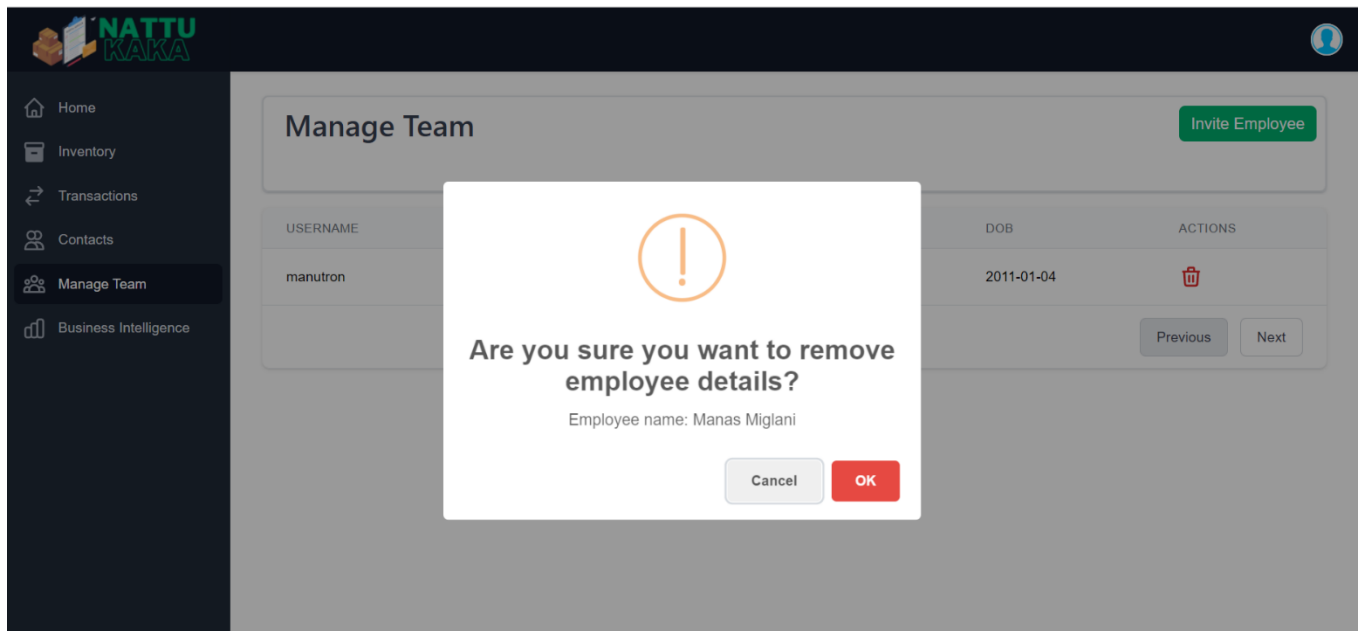 NATTU
KAKA
Home
Inventory
Transactions
Contacts
Manage Team
Business Intelligence
Manage Team
Invite Employee
USERNAME DOB ACTIONS
manutron 2011-01-04
Previous Next
Are you sure you want to remove
employee details?
Employee name: Manas Miglani
Cancel OK